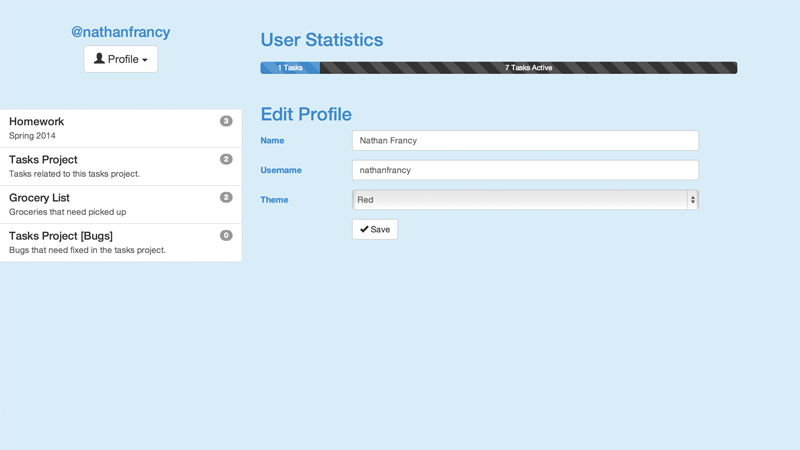 @nathanfrancy
Profile
Homework 3
Spring 2014
Tasks Project 2
Tasks related to this tasks project.
Grocery List 2
Groceries that need picked up
Tasks Project [Bugs] 0
Bugs that need fixed in the tasks project.
User Statistics
1 Tasks 7 Tasks Active
Edit Profile
Name Nathan Francy
Username nathanfrancy
Theme Red
Save